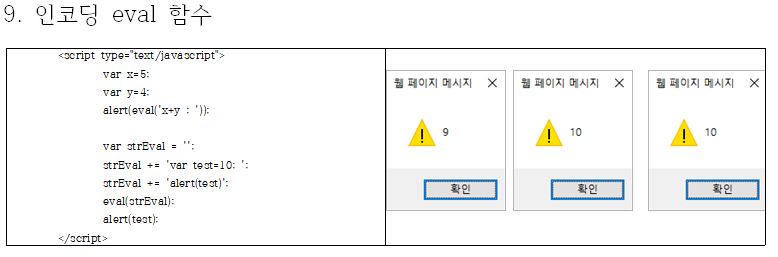 9. 인코딩 eval 함수
<script type="text/javascript">
var x=5;
var y=4;
alert(eval('x+y ; '));
var strEval = '';
strEval += 'var test=10; ';
strEval += 'alert(test)';
eval(strEval);
alert(test);
</script>
웹 페이지 메시지 ×
9
확인
웹 페이지 메시지 ×
10
확인
웹 페이지 메시지 ×
10
확인